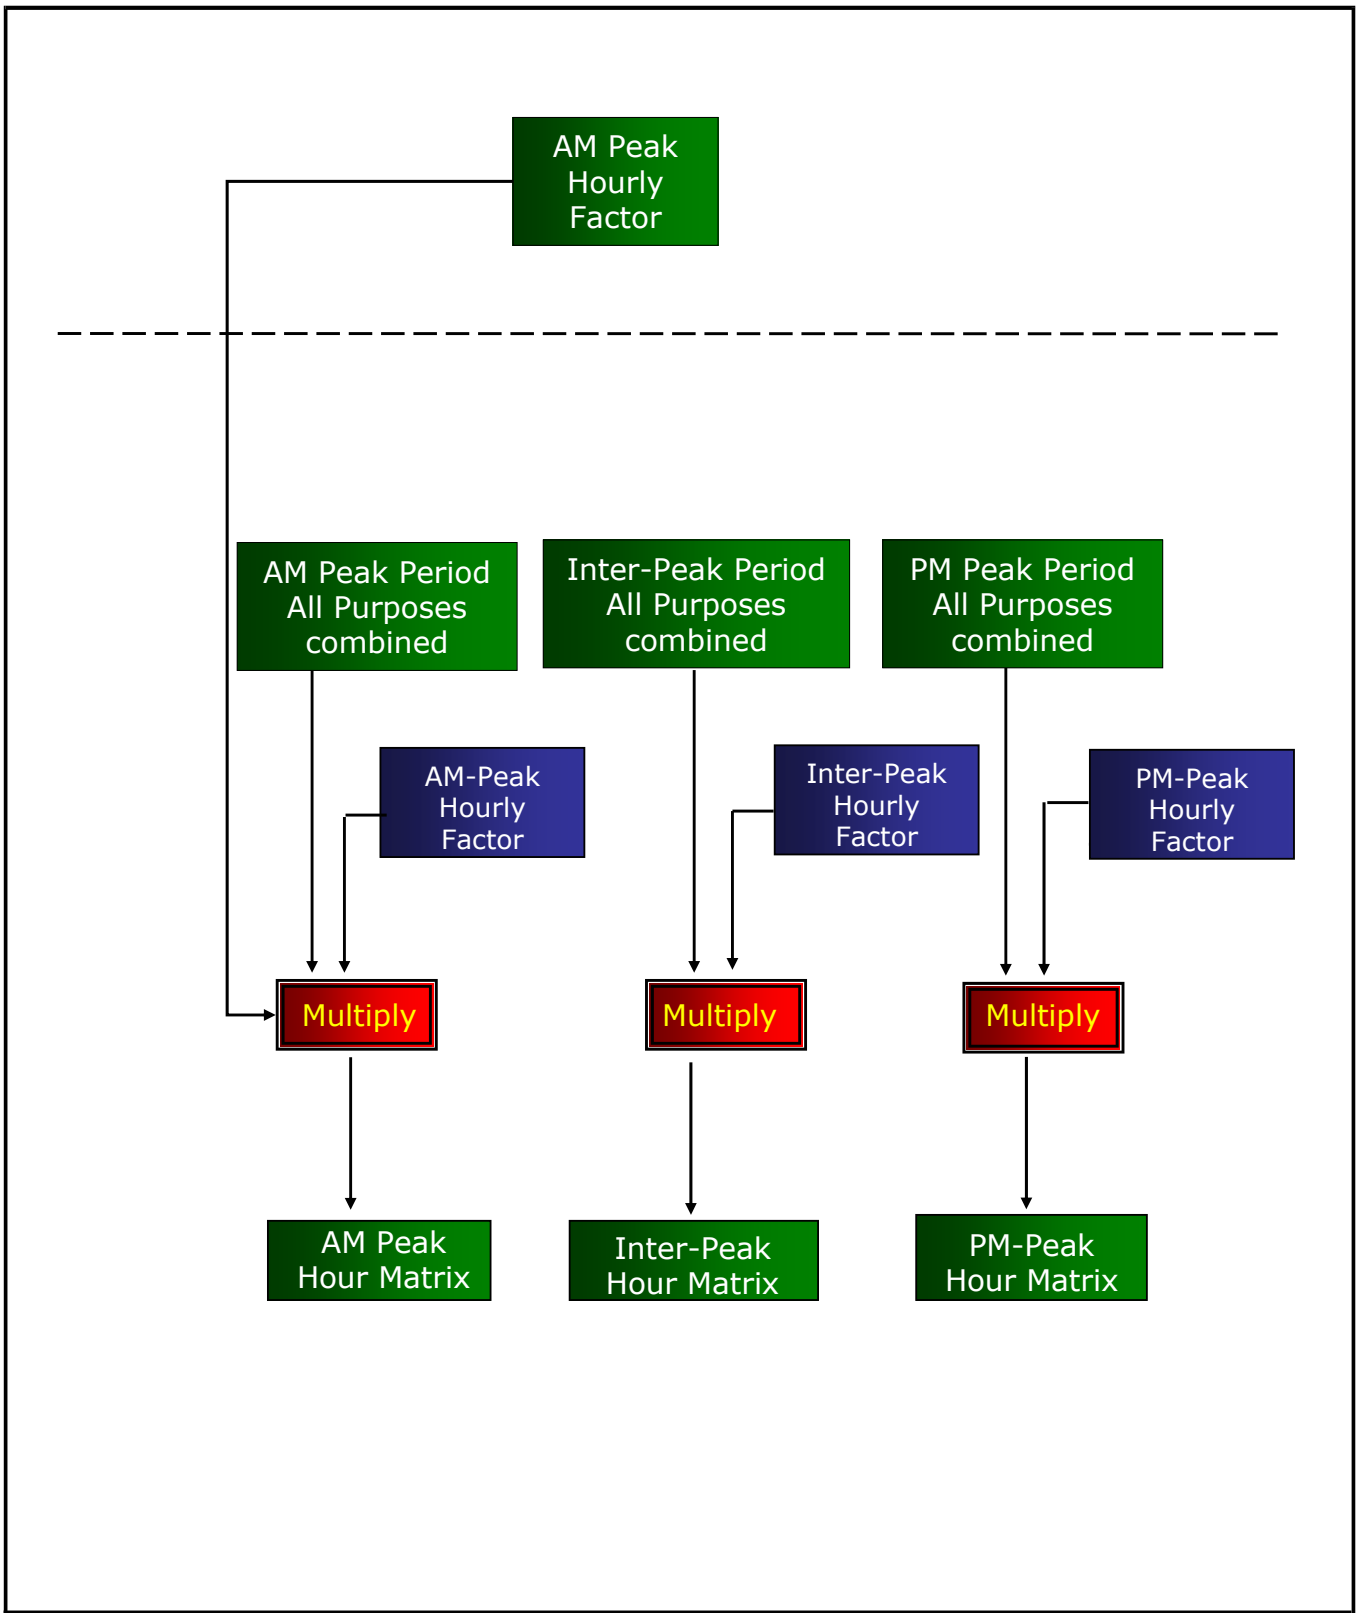 AM Peak
Hourly
Factor
AM Peak Period
All Purposes
combined
Inter-Peak Period
All Purposes
combined
PM Peak Period
All Purposes
combined
AM-Peak
Hourly
Factor
Inter-Peak
Hourly
Factor
PM-Peak
Hourly
Factor
Multiply
Multiply
Multiply
AM Peak
Hour Matrix
Inter-Peak
Hour Matrix
PM-Peak
Hour Matrix